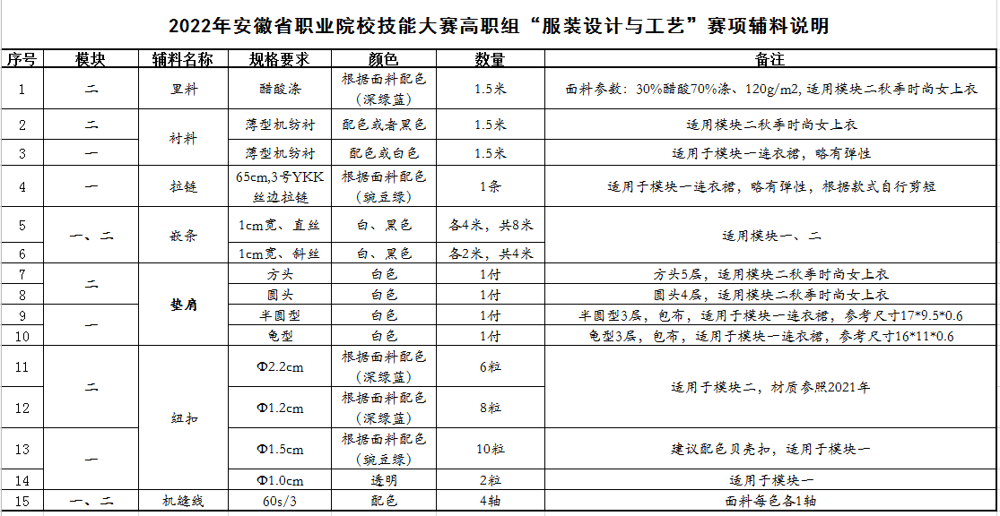 2022年安徽省职业院校技能大赛高职组“服装设计与工艺”赛项辅料说明
序号 模块 辅料名称 规格要求 颜色 数量 备注
1 二 里料 醋酸涤 根据面料配色（深绿蓝） 1.5米 面料参数：30%醋酸70%涤、120g/m2, 适用模块二秋季时尚女上衣
2 二 衬料 薄型机纺衬 配色或者黑色 1.5米 适用模块二秋季时尚女上衣
3 一 薄型机纺衬 配色或白色 1.5米 适用于模块一连衣裙，略有弹性
4 一 拉链 65cm,3号YKK丝边拉链 根据面料配色（豌豆绿） 1条 适用于模块一连衣裙，略有弹性，根据款式自行剪短
5 一、二 嵌条 1cm宽、直丝 白、黑色 各4米，共8米 适用模块一、二
6 1cm宽、斜丝 白、黑色 各2米，共4米
7 二 垫肩 方头 白色 1付 方头5层，适用模块二秋季时尚女上衣
8 圆头 白色 1付 圆头4层，适用模块二秋季时尚女上衣
9 一 半圆型 白色 1付 半圆型3层，包布，适用于模块一连衣裙，参考尺寸17*9.5*0.6
10 龟型 白色 1付 龟型3层，包布，适用于模块一连衣裙，参考尺寸16*11*0.6
11 二 纽扣 Φ2.2cm 根据面料配色（深绿蓝） 6粒 适用于模块二，材质参照2021年
12 Φ1.2cm 根据面料配色（深绿蓝） 8粒
13 一 Φ1.5cm 根据面料配色（豌豆绿） 10粒 建议配色贝壳扣，适用于模块一
14 Φ1.0cm 透明 2粒 适用于模块一
15 一、二 机缝线 60s/3 配色 4轴 面料每色各1轴